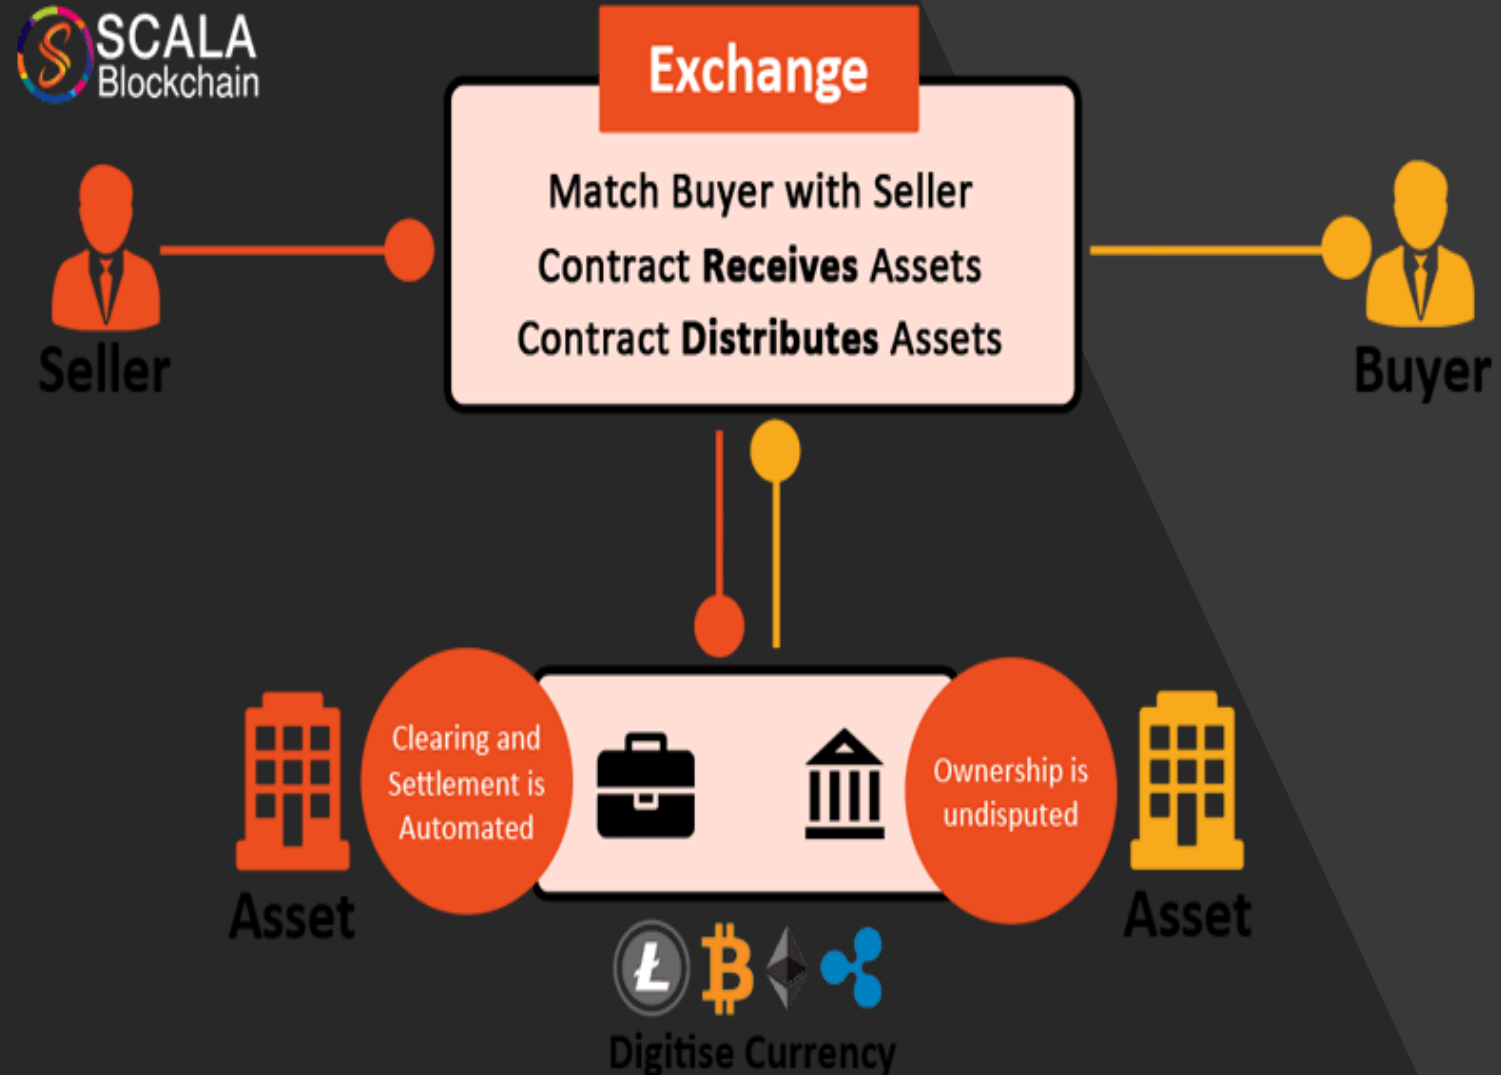 SCALA
Blockchain
Exchange
Match Buyer with Seller
Contract Receives Assets
Contract Distributes Assets
Seller
Buyer
Clearing and
Settlement is
Automated
Ownership is
undisputed
Asset
Asset
Digitise Currency